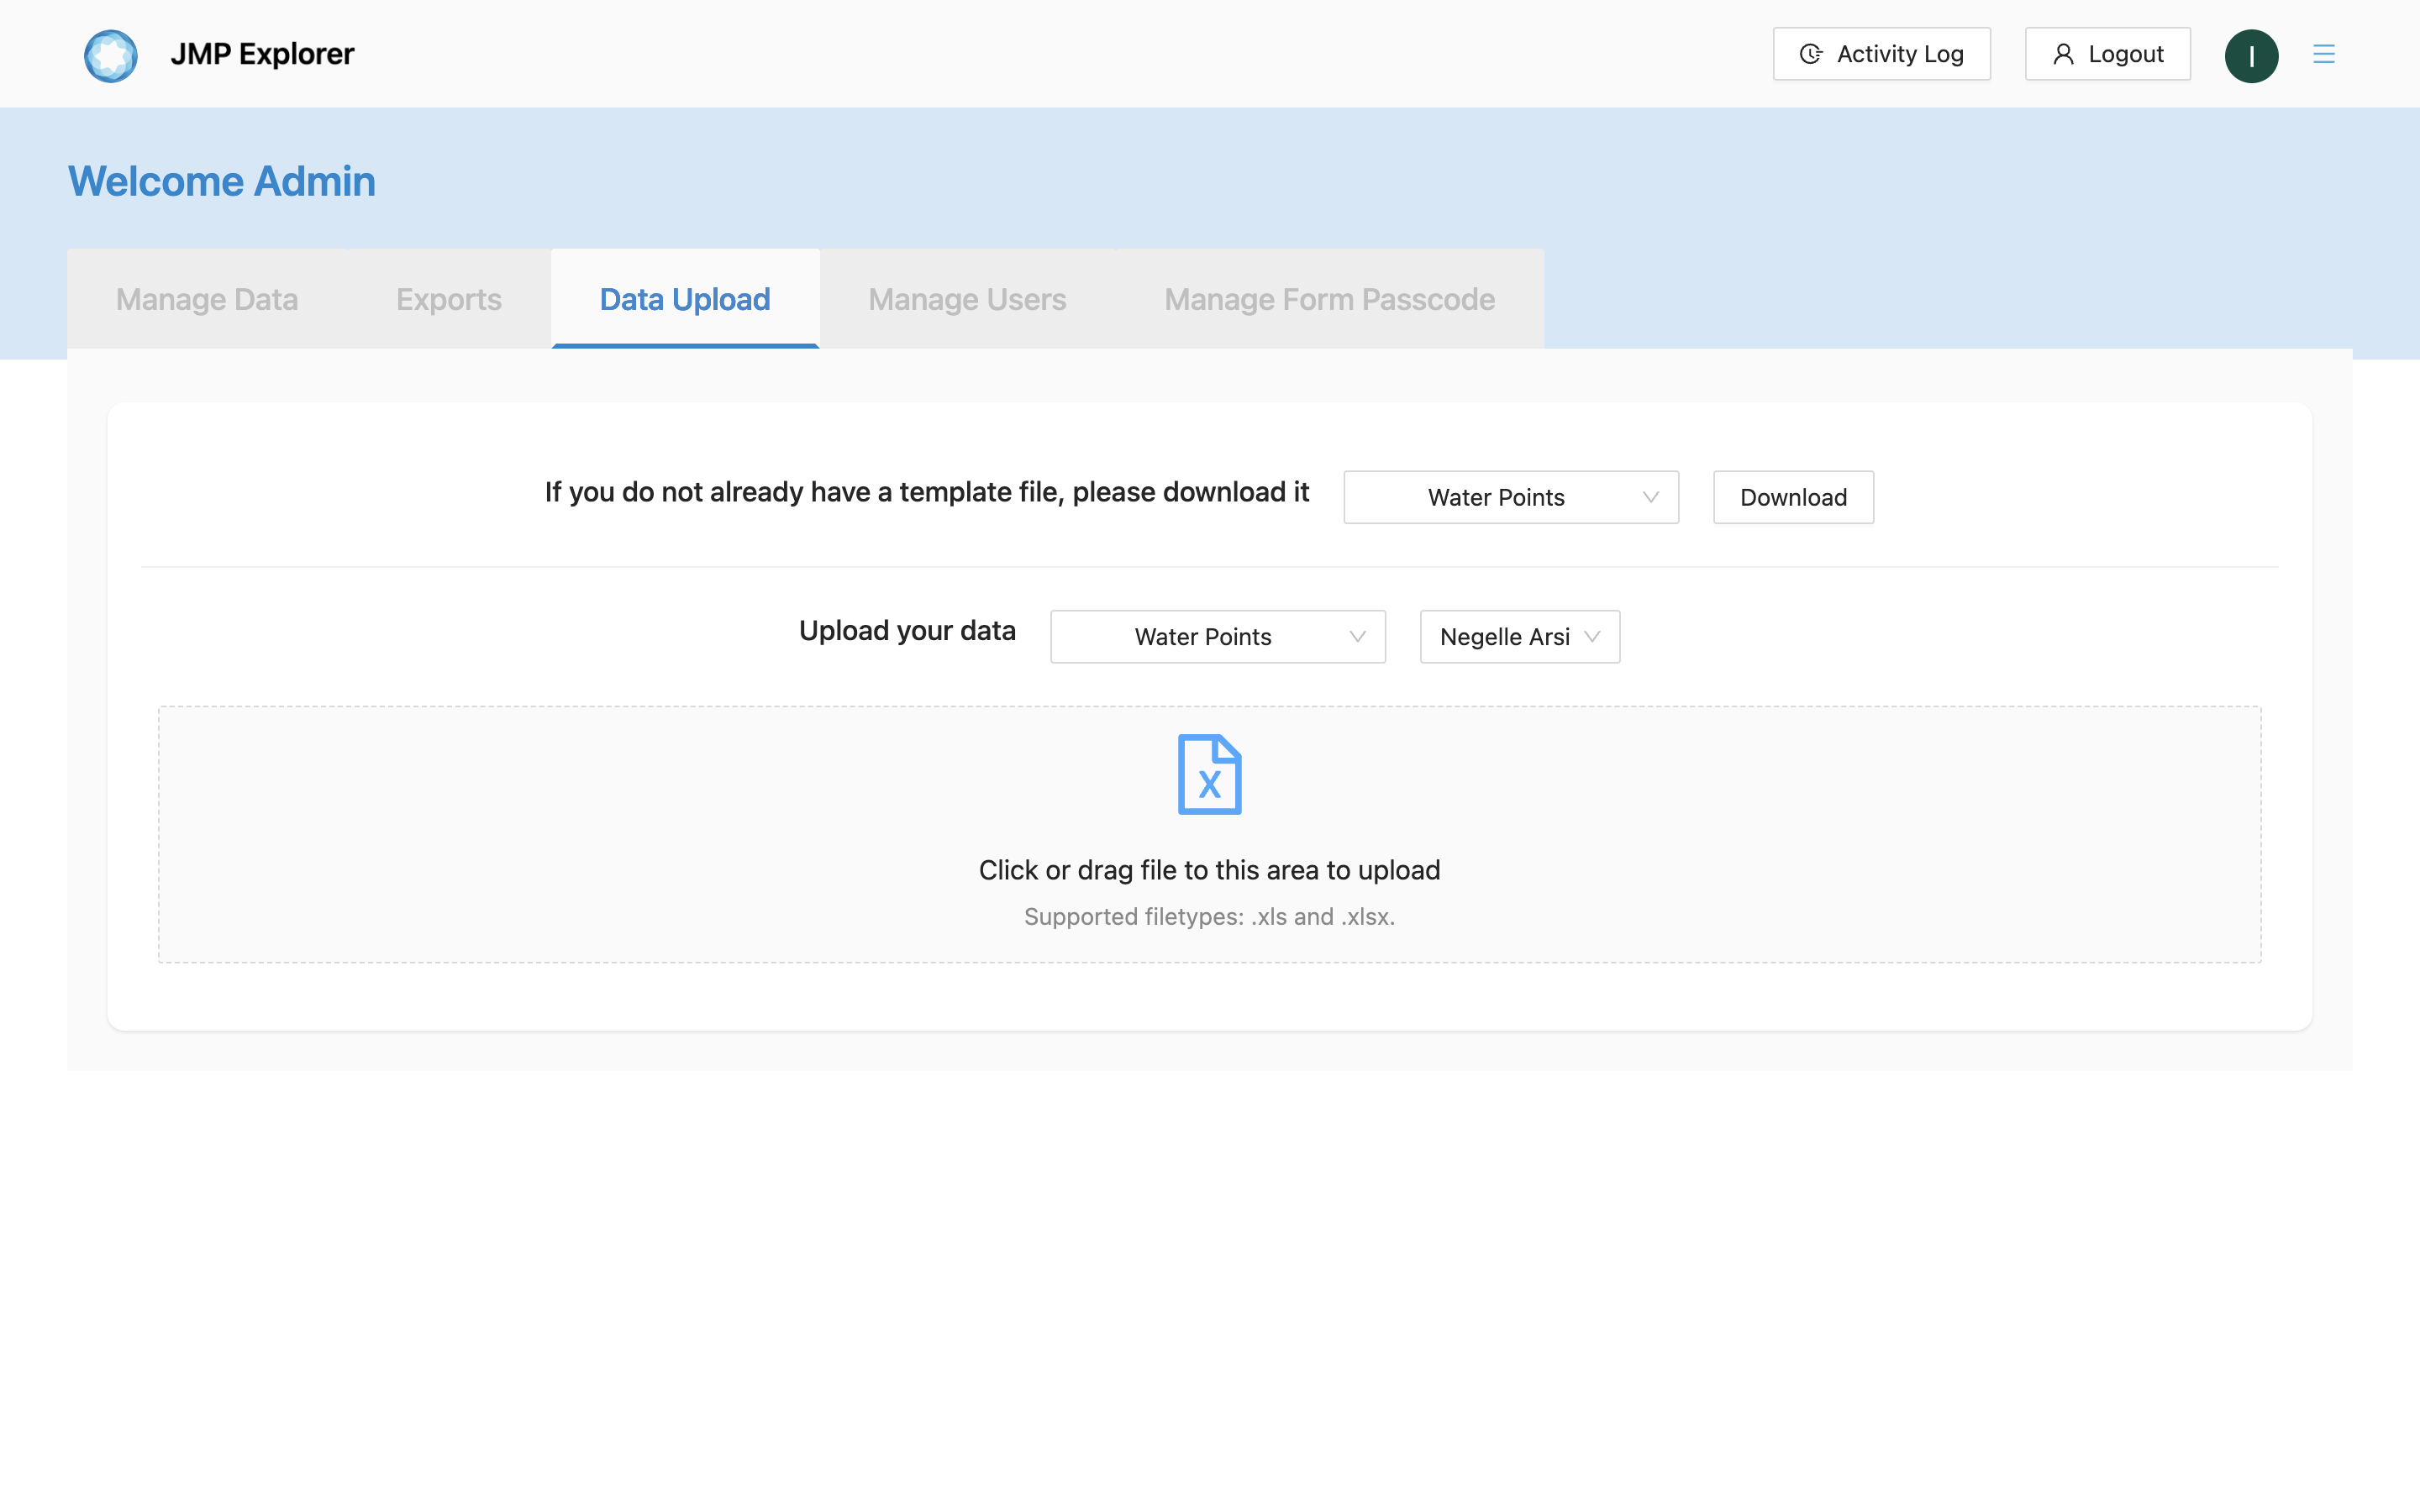 JMP Explorer
Activity Log
Logout
I
Welcome Admin
Manage Data
Exports
Data Upload
Manage Users
Manage Form Passcode
If you do not already have a template file, please download it
Water Points
Download
Upload your data
Water Points
Negelle Arsi
X
Click or drag file to this area to upload
Supported filetypes: .xls and .xlsx.